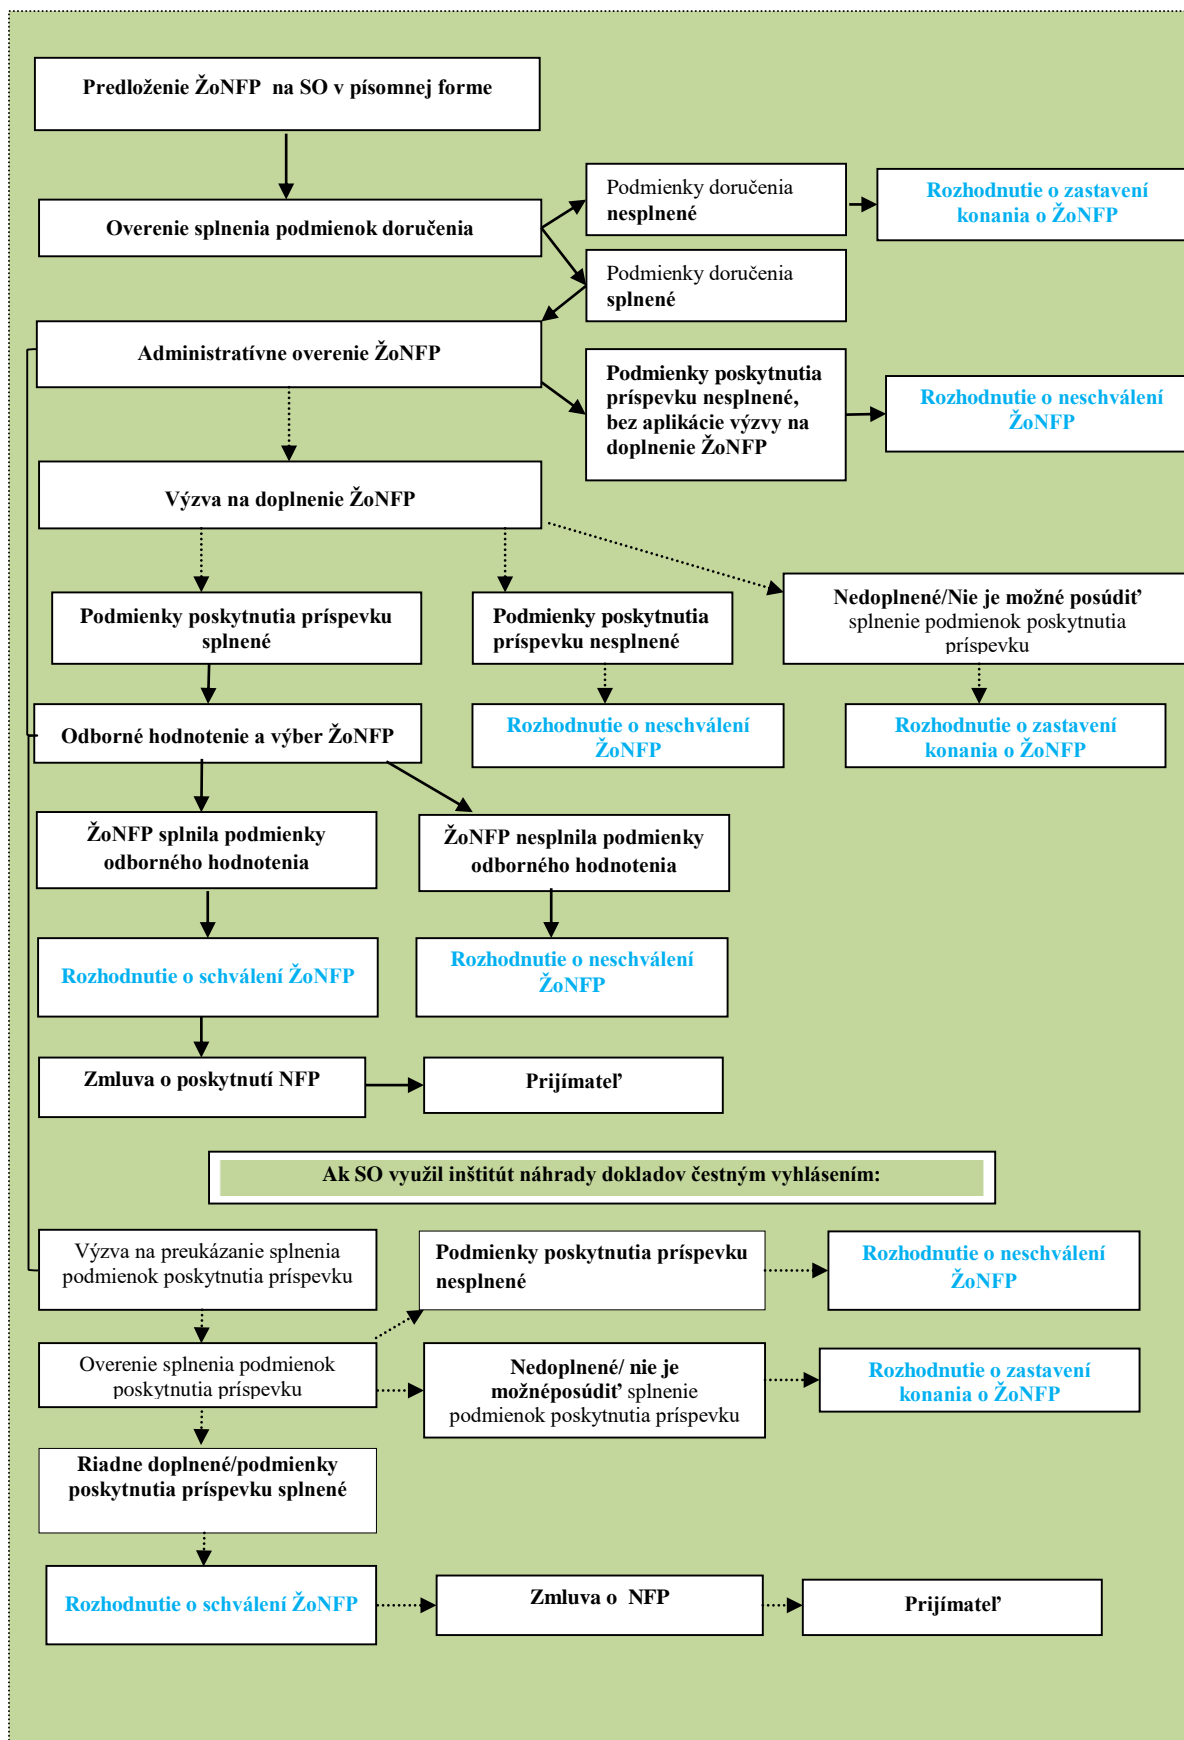 Predloženie ŽoNFP na SO v písomnej forme
Overenie splnenia podmienok doručenia
Podmienky doručenia
nesplnené
Rozhodnutie o zastavení
konania o ŽoNFP
Podmienky doručenia
splnené
Administratívne overenie ŽoNFP
Podmienky poskytnutia
príspevku nesplnené,
bez aplikácie výzvy na
doplnenie ŽoNFP
Rozhodnutie o neschválení
ŽoNFP
Výzva na doplnenie ŽoNFP
Podmienky poskytnutia príspevku
splnené
Podmienky poskytnutia
príspevku nesplnené
Nedoplnené/Nie je možné posúdiť
splnenie podmienok poskytnutia
príspevku
Odborné hodnotenie a výber ŽoNFP
Rozhodnutie o neschválení
ŽoNFP
Rozhodnutie o zastavení
konania o ŽoNFP
ŽoNFP splnila podmienky
odborného hodnotenia
ŽoNFP nesplnila podmienky
odborného hodnotenia
Rozhodnutie o schválení ŽoNFP
Rozhodnutie o neschválení
ŽoNFP
Zmluva o poskytnutí NFP
Prijímateľ
Ak SO využil inštitút náhrady dokladov čestným vyhlásením:
Výzva na preukázanie splnenia
podmienok poskytnutia príspevku
Podmienky poskytnutia príspevku
nesplnené
Rozhodnutie o neschválení
ŽoNFP
Overenie splnenia podmienok
poskytnutia príspevku
Nedoplnené/ nie je
možnéposúdiť splnenie
podmienok poskytnutia príspevku
Rozhodnutie o zastavení
konania o ŽoNFP
Riadne doplnené/podmienky
poskytnutia príspevku splnené
Rozhodnutie o schválení ŽoNFP
Zmluva o NFP
Prijímateľ